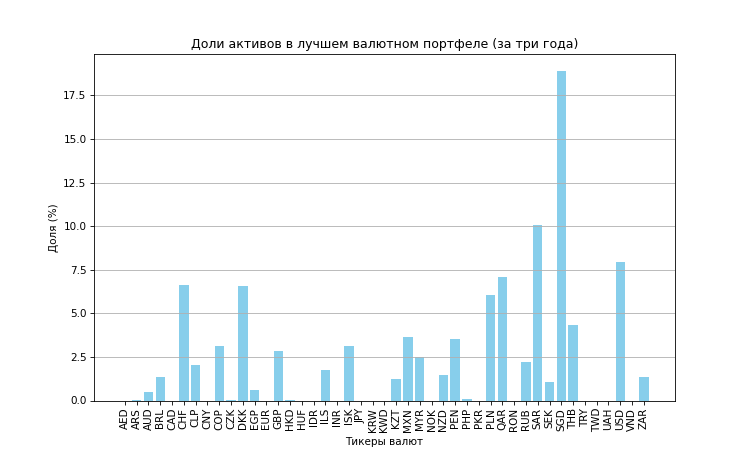 Доли активов в лучшем валютном портфеле (за три года)
Доля (%)
17.5
15.0
12.5
10.0
7.5
5.0
2.5
0.0
AED ARS AUD BRL CAD CHF CLP CNY COP CZK DKK EGP EUR GBP HKD HUF IDR ILS INR ISK JPY KRW KWD KZT MXN MYR NOK NZD PEN PHP PKR PLN QAR RON RUB SAR SEK SGD THB TRY TWD UAH USD VND ZAR
Тикеры валют